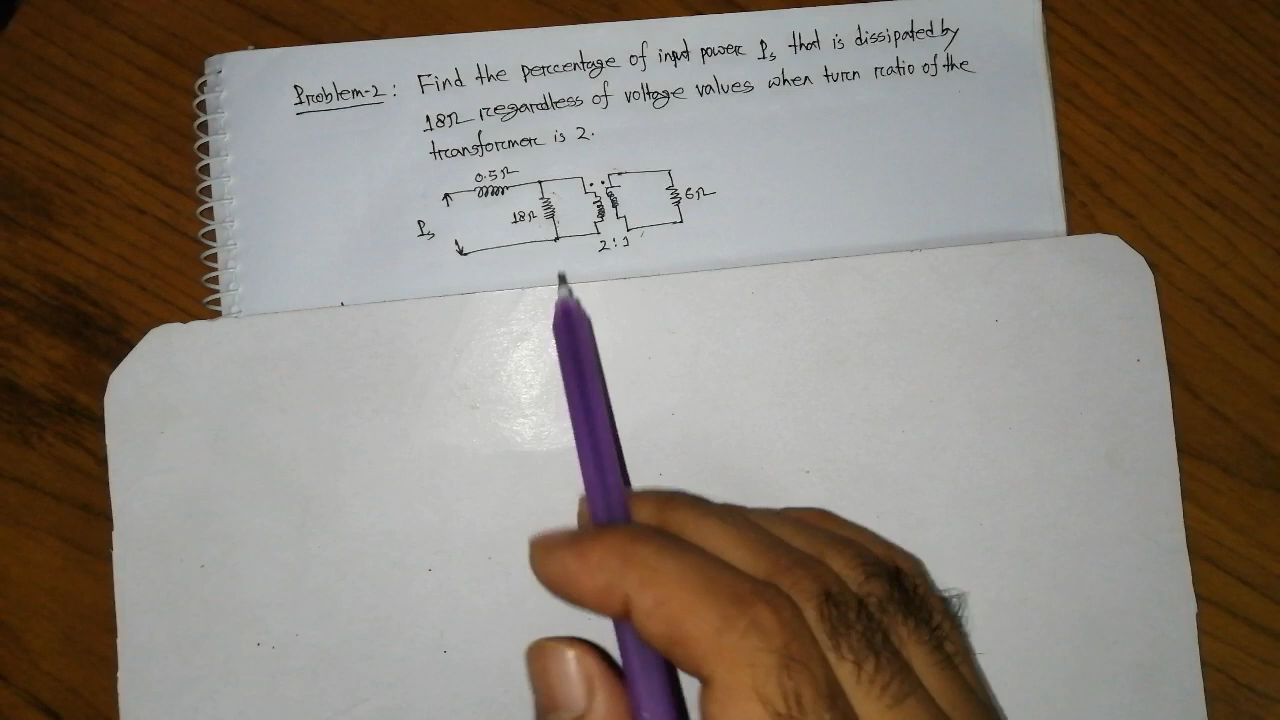 Problem-2: Find the percentage of input power Ps that is dissipated by
18Ω regardless of voltage values when turn ratio of the
transformer is 2.
0.5Ω
18Ω
6Ω
Ps
2:1